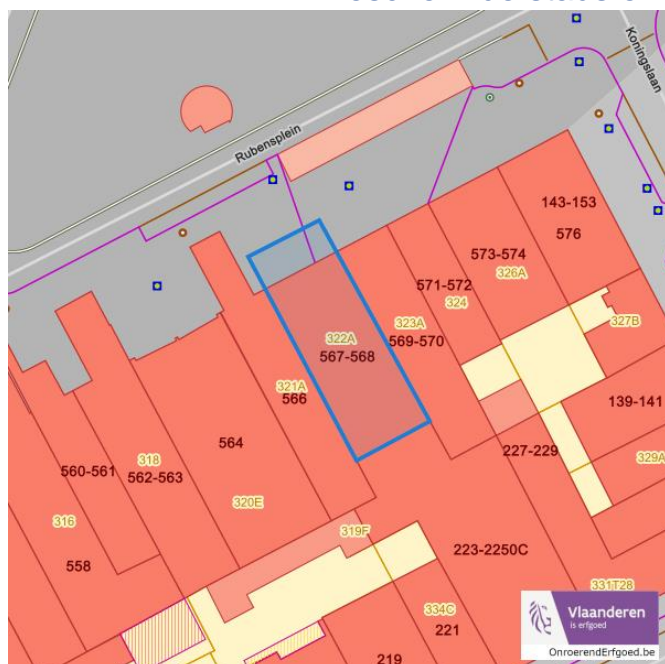 Koningslaan
Rubensplein
143-153
576
573-574
326A
571-572
324
327B
323A
569-570
322A
567-568
139-141
321A
566
329A
564
227-229
560-561
318
562-563
320E
316
319F
558
223-2250C
331T28
334C
221
219
Vlaanderen
is erfgoed
OnroerendErfgoed.be